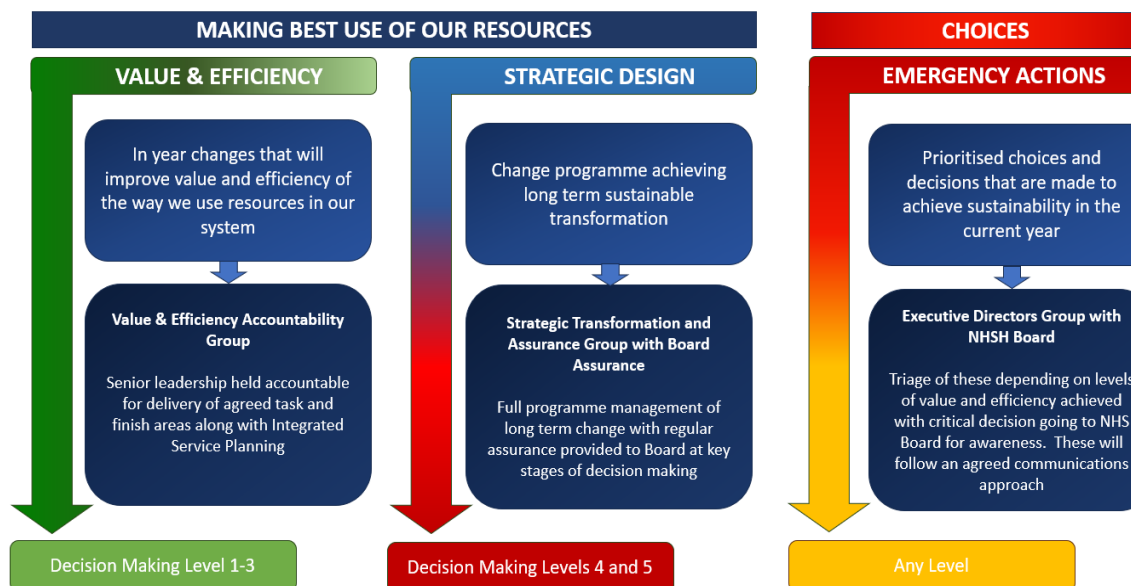 MAKING BEST USE OF OUR RESOURCES
CHOICES
VALUE & EFFICIENCY
STRATEGIC DESIGN
EMERGENCY ACTIONS
In year changes that will
improve value and efficiency of
the way we use resources in our
system
Value & Efficiency Accountability
Group
Senior leadership held accountable
for delivery of agreed task and
finish areas along with Integrated
Service Planning
Decision Making Level 1-3
Change programme achieving
long term sustainable
transformation
Strategic Transformation and
Assurance Group with Board
Assurance
Full programme management of
long term change with regular
assurance provided to Board at key
stages of decision making
Decision Making Levels 4 and 5
Prioritised choices and
decisions that are made to
achieve sustainability in the
current year
Executive Directors Group with
NHSH Board
Triage of these depending on levels
of value and efficiency achieved
with critical decision going to NHS
Board for awareness. These will
follow an agreed communications
approach
Any Level